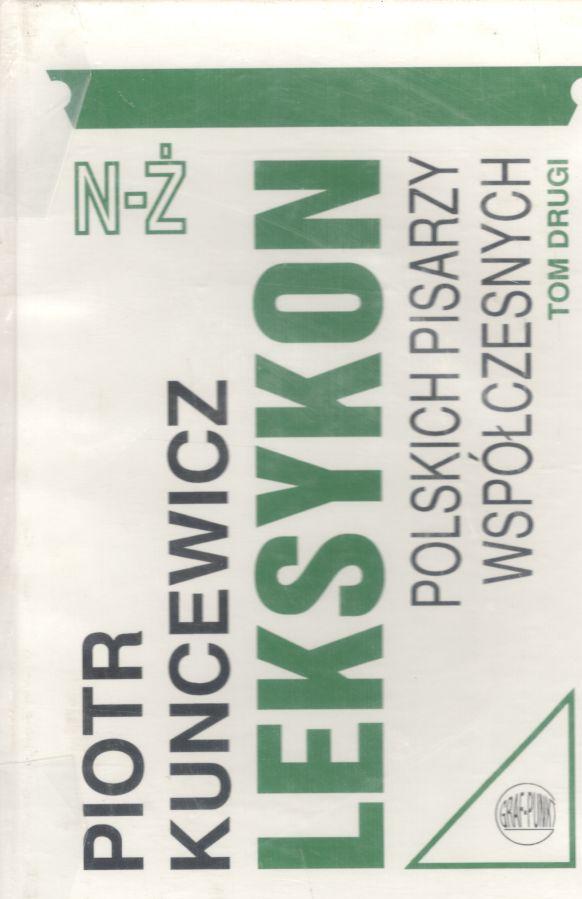 PIOTR
KUNCEWICZ
N-Ż
LEKSYKON
POLSKICH PISARZY
WSPÓŁCZESNYCH
TOM DRUGI
GRAF-PUNKT